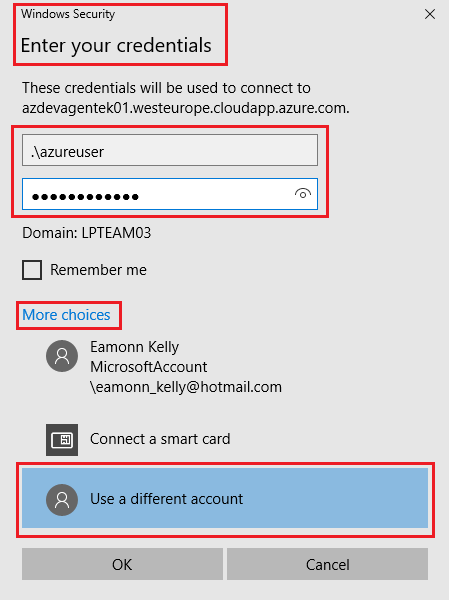 Windows Security
Enter your credentials
These credentials will be used to connect to
azdevagentek01.westeurope.cloudapp.azure.com.
.\azureuser
●●●●●●●●●●●●
Domain: LPTEAM03
Remember me
More choices
Eamonn Kelly
MicrosoftAccount
\eamonn_kelly@hotmail.com
Connect a smart card
Use a different account
OK
Cancel